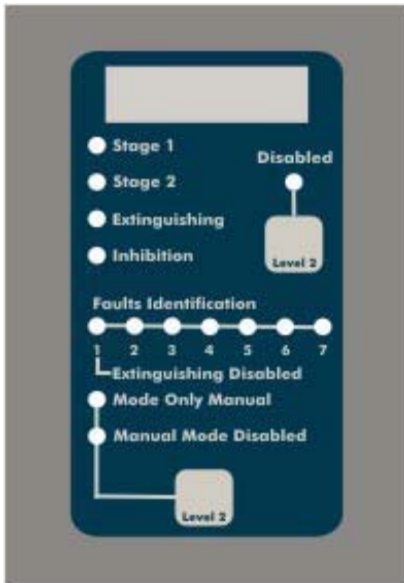 Stage 1
Disabled
Stage 2
Extinguishing
Level 2
Inhibition
Faults Identification
1 2 3 4 5 6 7
Extinguishing Disabled
Mode Only Manual
Manual Mode Disabled
Level 2